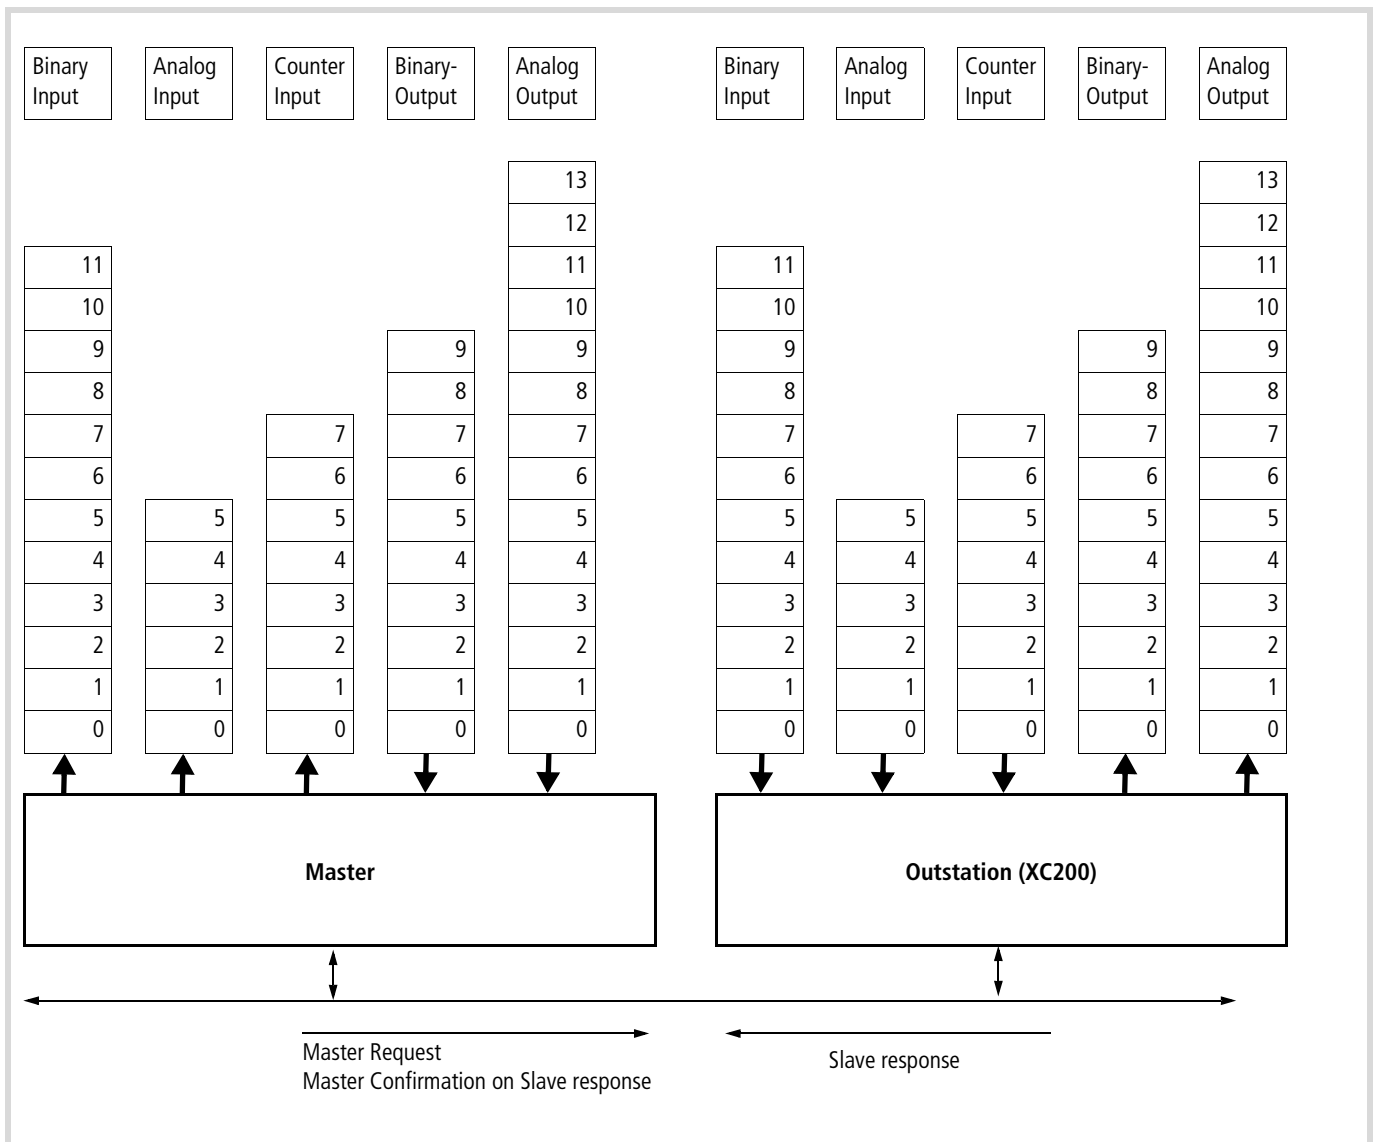 Binary Analog Counter Binary- Analog Binary Analog Counter Binary- Analog
Input Input Input Output Output Input Input Input Output Output
13 13
12 12
11 11 11 11
10 10 10 10
9 9 9 9 9 9
8 8 8 8 8 8
7 7 7 7 7 7 7 7
6 6 6 6 6 6 6 6
5 5 5 5 5 5 5 5 5 5
4 4 4 4 4 4 4 4 4 4
3 3 3 3 3 3 3 3 3 3
2 2 2 2 2 2 2 2 2 2
1 1 1 1 1 1 1 1 1 1
0 0 0 0 0 0 0 0 0 0
Master Outstation (XC200)
Master Request
Master Confirmation on Slave response
Slave response